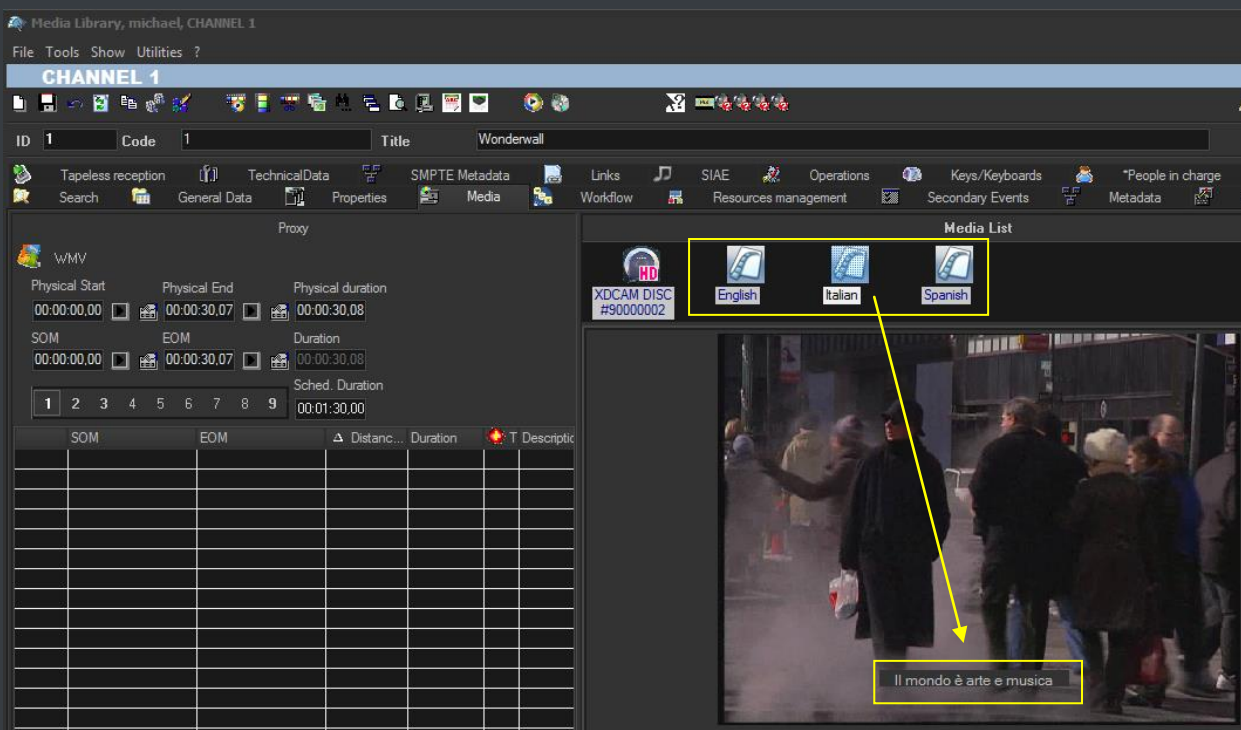 Media Library, michael, CHANNEL 1
File Tools Show Utilities ?
CHANNEL 1
ID 1 Code 1 Title Wonderwall
Tapeless reception TechnicalData SMPTE Metadata Links SIAE Operations Keys/Keyboards *People in charge
Search General Data Properties Media Workflow Resources management Secondary Events Metadata
Proxy
WMV
Physical Start Physical End Physical duration
00:00:00,00 00:00:30,07 00:00:30,08
SOM EOM Duration
00:00:00,00 00:00:30,07 00:00:30,08
Sched. Duration
1 2 3 4 5 6 7 8 9 00:01:30,00
SOM EOM Distanc... Duration T Descriptic
Media List
HD
XDCAM DISC
#90000002
English Italian Spanish
Il mondo è arte e musica